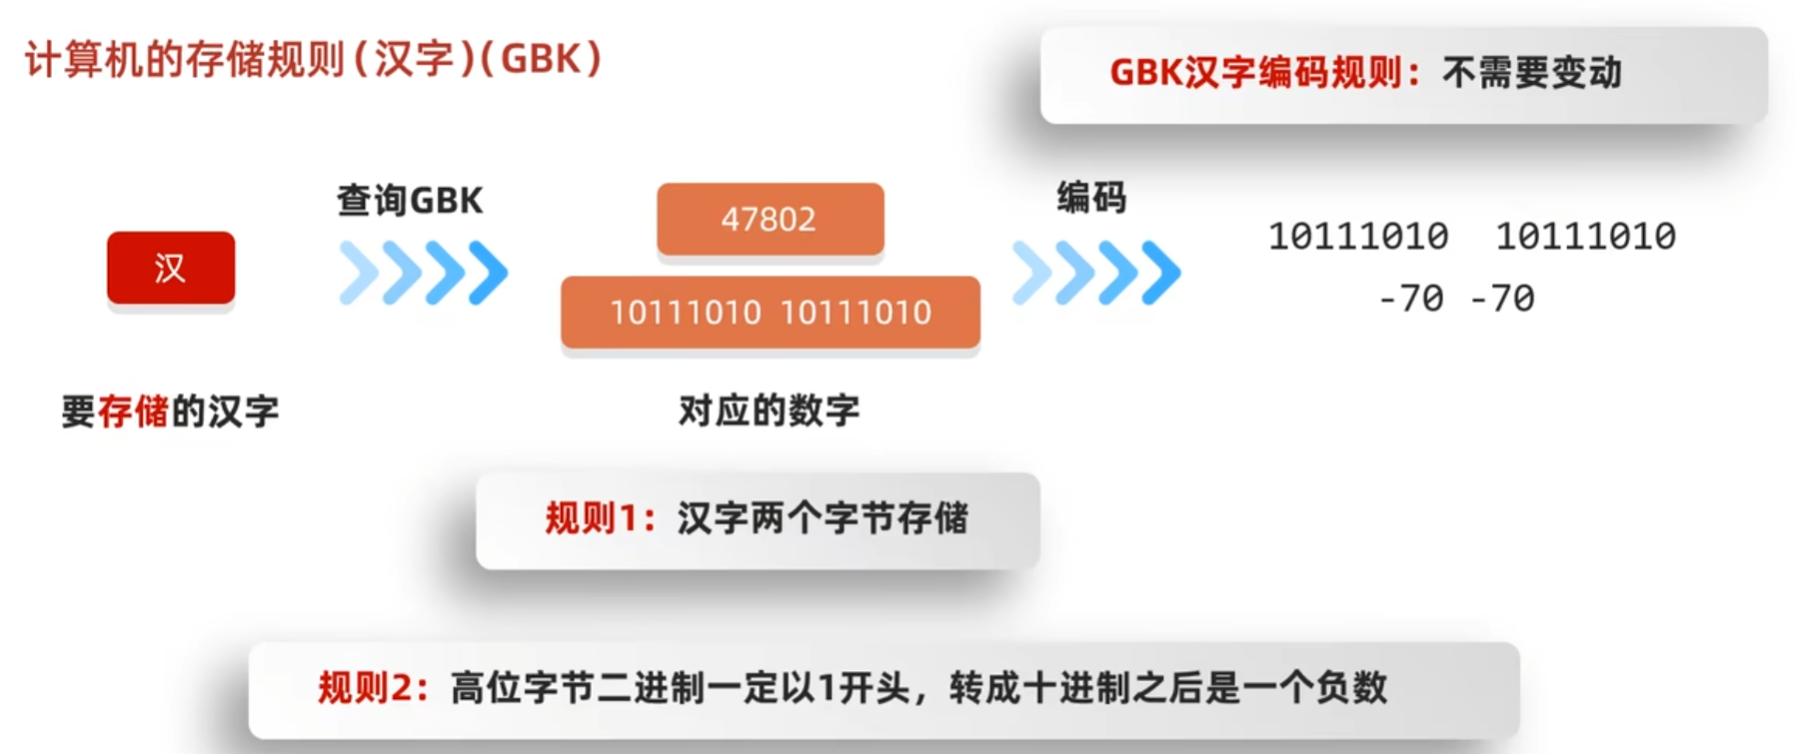 计算机的存储规则(汉字)(GBK)
GBK汉字编码规则：不需要变动
汉
查询GBK
47802
10111010 10111010
编码
10111010 10111010
-70 -70
要存储的汉字
对应的数字
规则1：汉字两个字节存储
规则2：高位字节二进制一定以1开头，转成十进制之后是一个负数